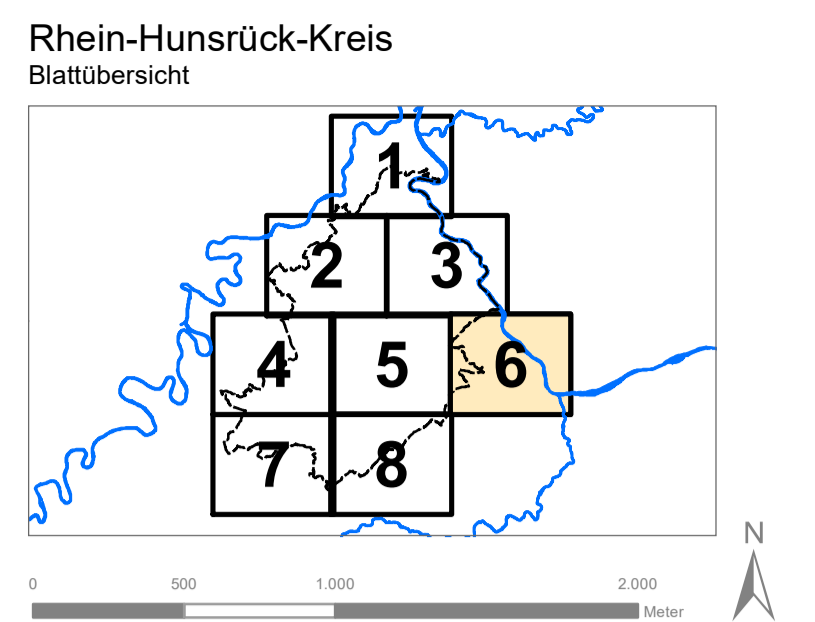 Rhein-Hunsrück-Kreis
Blattübersicht
1
2 3
4 5 6
7 8
N
0 500 1.000 2.000
Meter